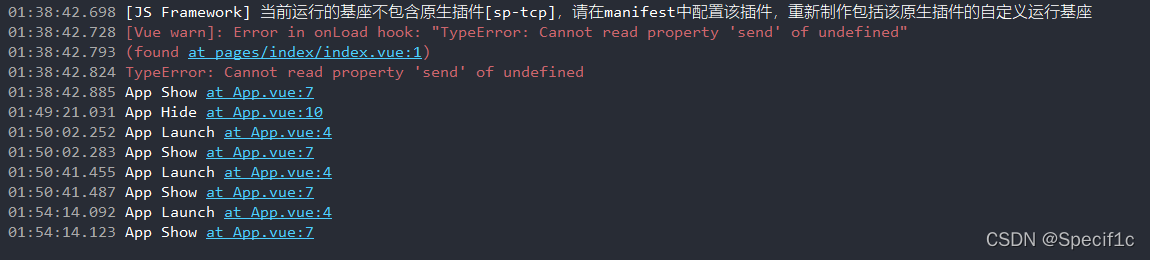 01:38:42.698 [JS Framework] 当前运行的基座不包含原生插件[sp-tcp]，请在manifest中配置该插件，重新制作包括该原生插件的自定义运行基座
01:38:42.728 [Vue warn]: Error in onLoad hook: "TypeError: Cannot read property 'send' of undefined"
01:38:42.793 (found at pages/index/index.vue:1)
01:38:42.824 TypeError: Cannot read property 'send' of undefined
01:38:42.885 App Show at App.vue:7
01:49:21.031 App Hide at App.vue:10
01:50:02.252 App Launch at App.vue:4
01:50:02.283 App Show at App.vue:7
01:50:41.455 App Launch at App.vue:4
01:50:41.487 App Show at App.vue:7
01:54:14.092 App Launch at App.vue:4
01:54:14.123 App Show at App.vue:7
CSDN @Specif1c